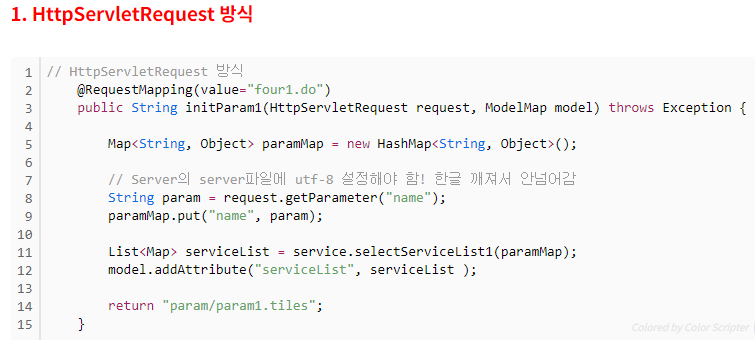 1. HttpServletRequest 방식
1 // HttpServletRequest 방식
2 @RequestMapping(value="four1.do")
3 public String initParam1(HttpServletRequest request, ModelMap model) throws Exception {
4
5 Map<String, Object> paramMap = new HashMap<String, Object>();
6
7 // Server의 server파일에 utf-8 설정해야 함! 한글 깨져서 안넘어감
8 String param = request.getParameter("name");
9 paramMap.put("name", param);
10
11 List<Map> serviceList = service.selectServiceList1(paramMap);
12 model.addAttribute("serviceList", serviceList );
13
14 return "param/param1.tiles";
15 }
Colored by Color Scripter